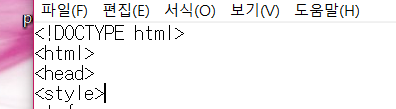 파일(F) 편집(E) 서식(O) 보기(V) 도움말(H)
<!DOCTYPE html>
<html>
<head>
<style>